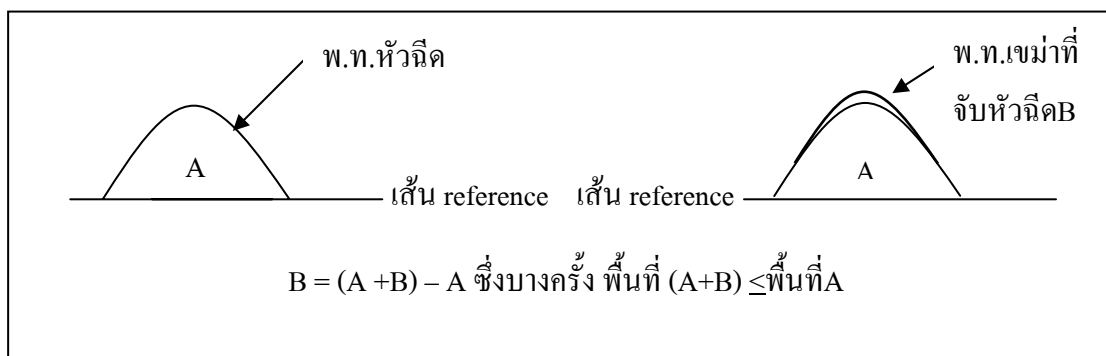 พ.ท.หัวฉีด
พ.ท.เขม่าที่
จับหัวฉีดB
A
A
เส้น reference เส้น reference
B = (A +B) – A ซึ่งบางครั้ง พื้นที่ (A+B) ≤พื้นที่A